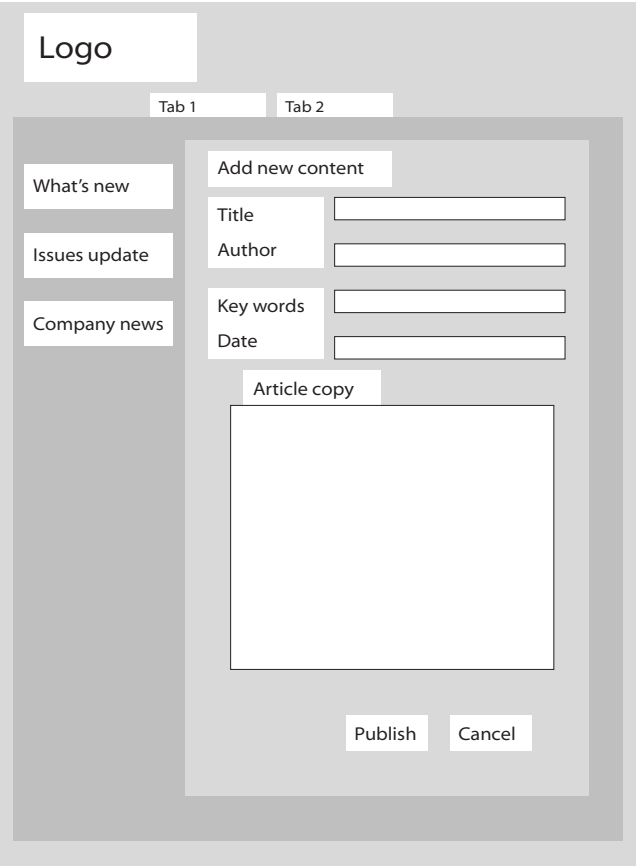 Logo
Tab 1
Tab 2
What’s new
Issues update
Company news
Add new content
Title
Author
Key words
Date
Article copy
Publish
Cancel